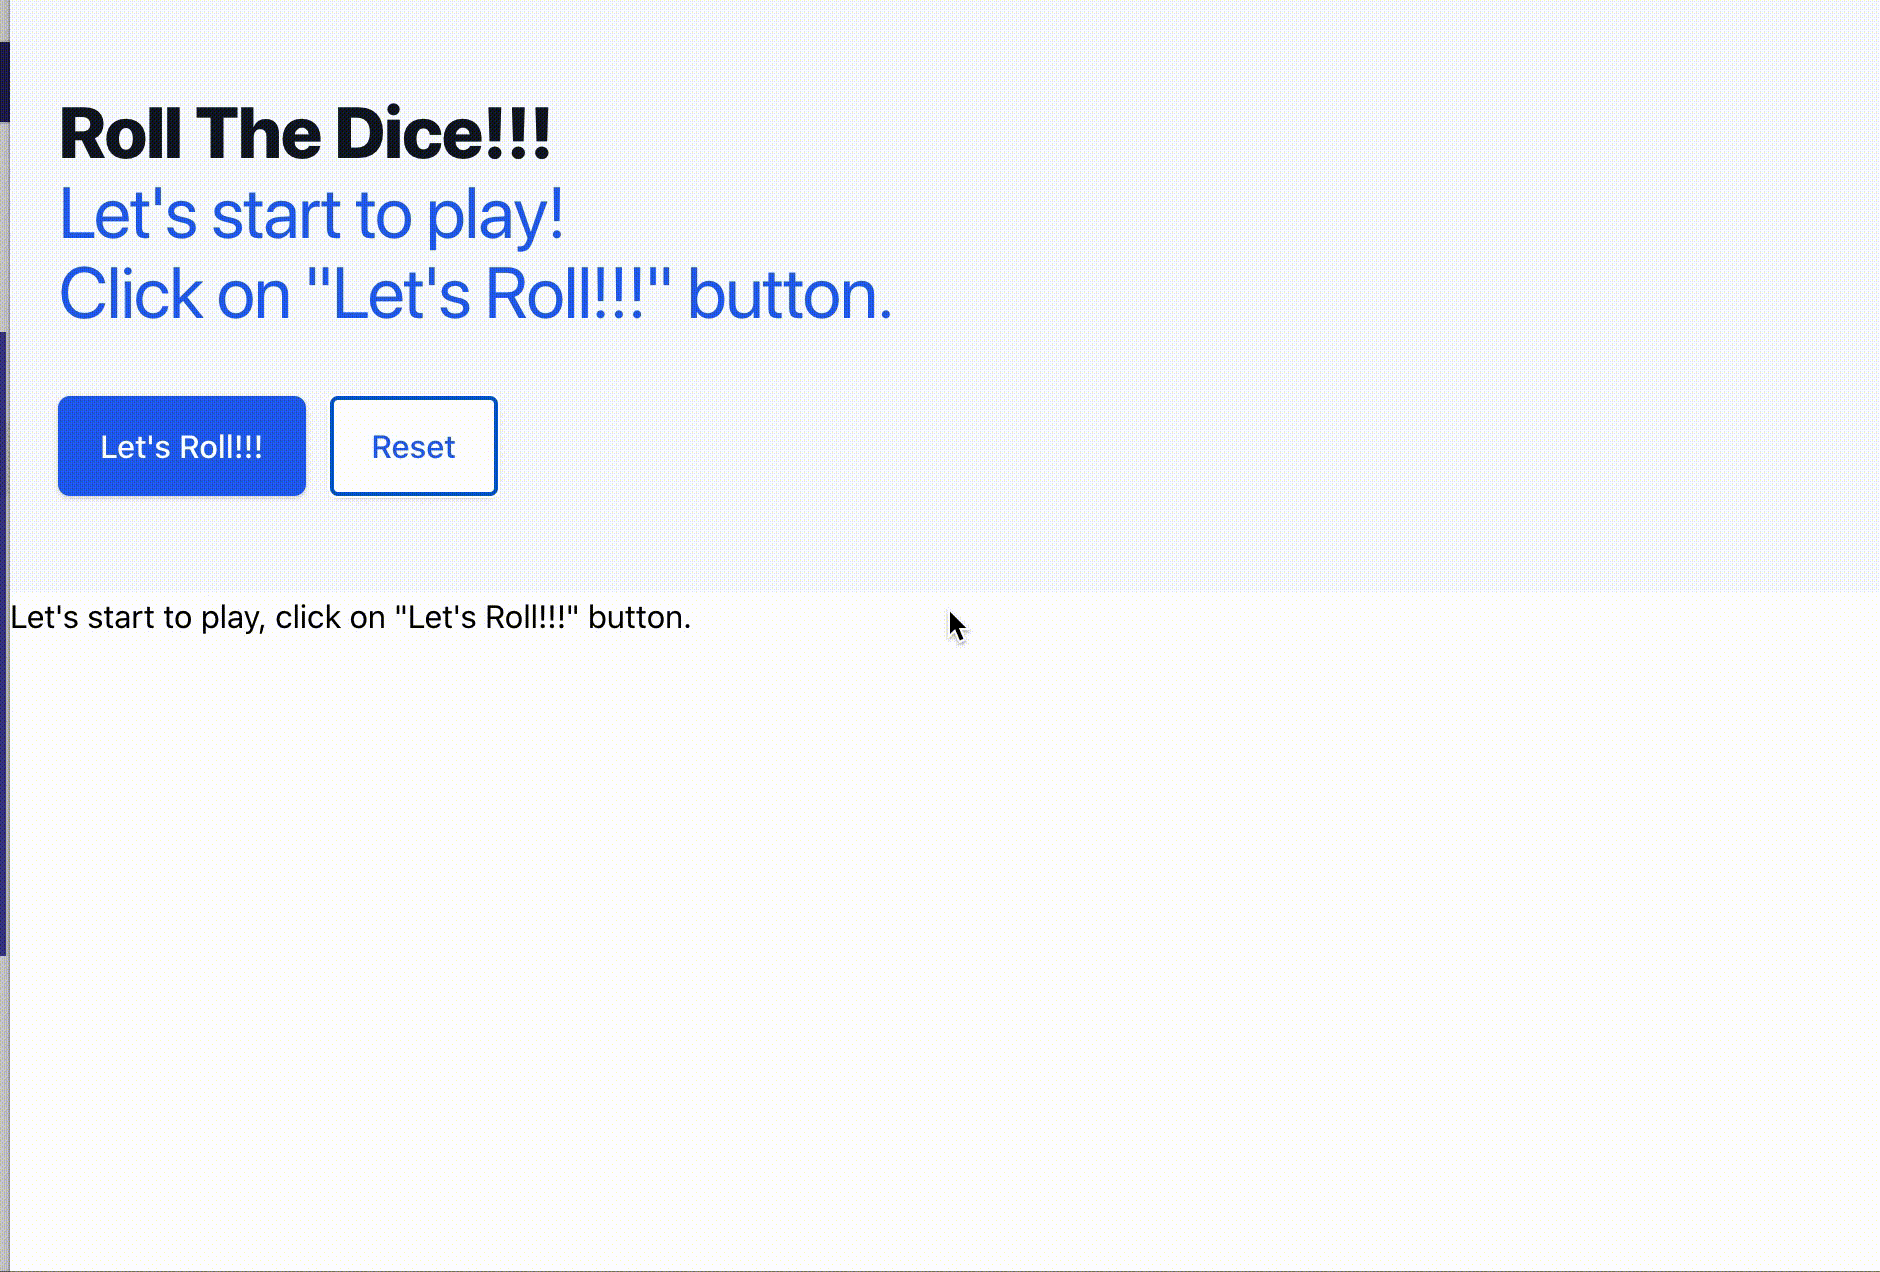 Roll The Dice!!!
Let's start to play!
Click on "Let's Roll!!!" button.
Let's Roll!!! Reset
Let's start to play, click on "Let's Roll!!!" button.